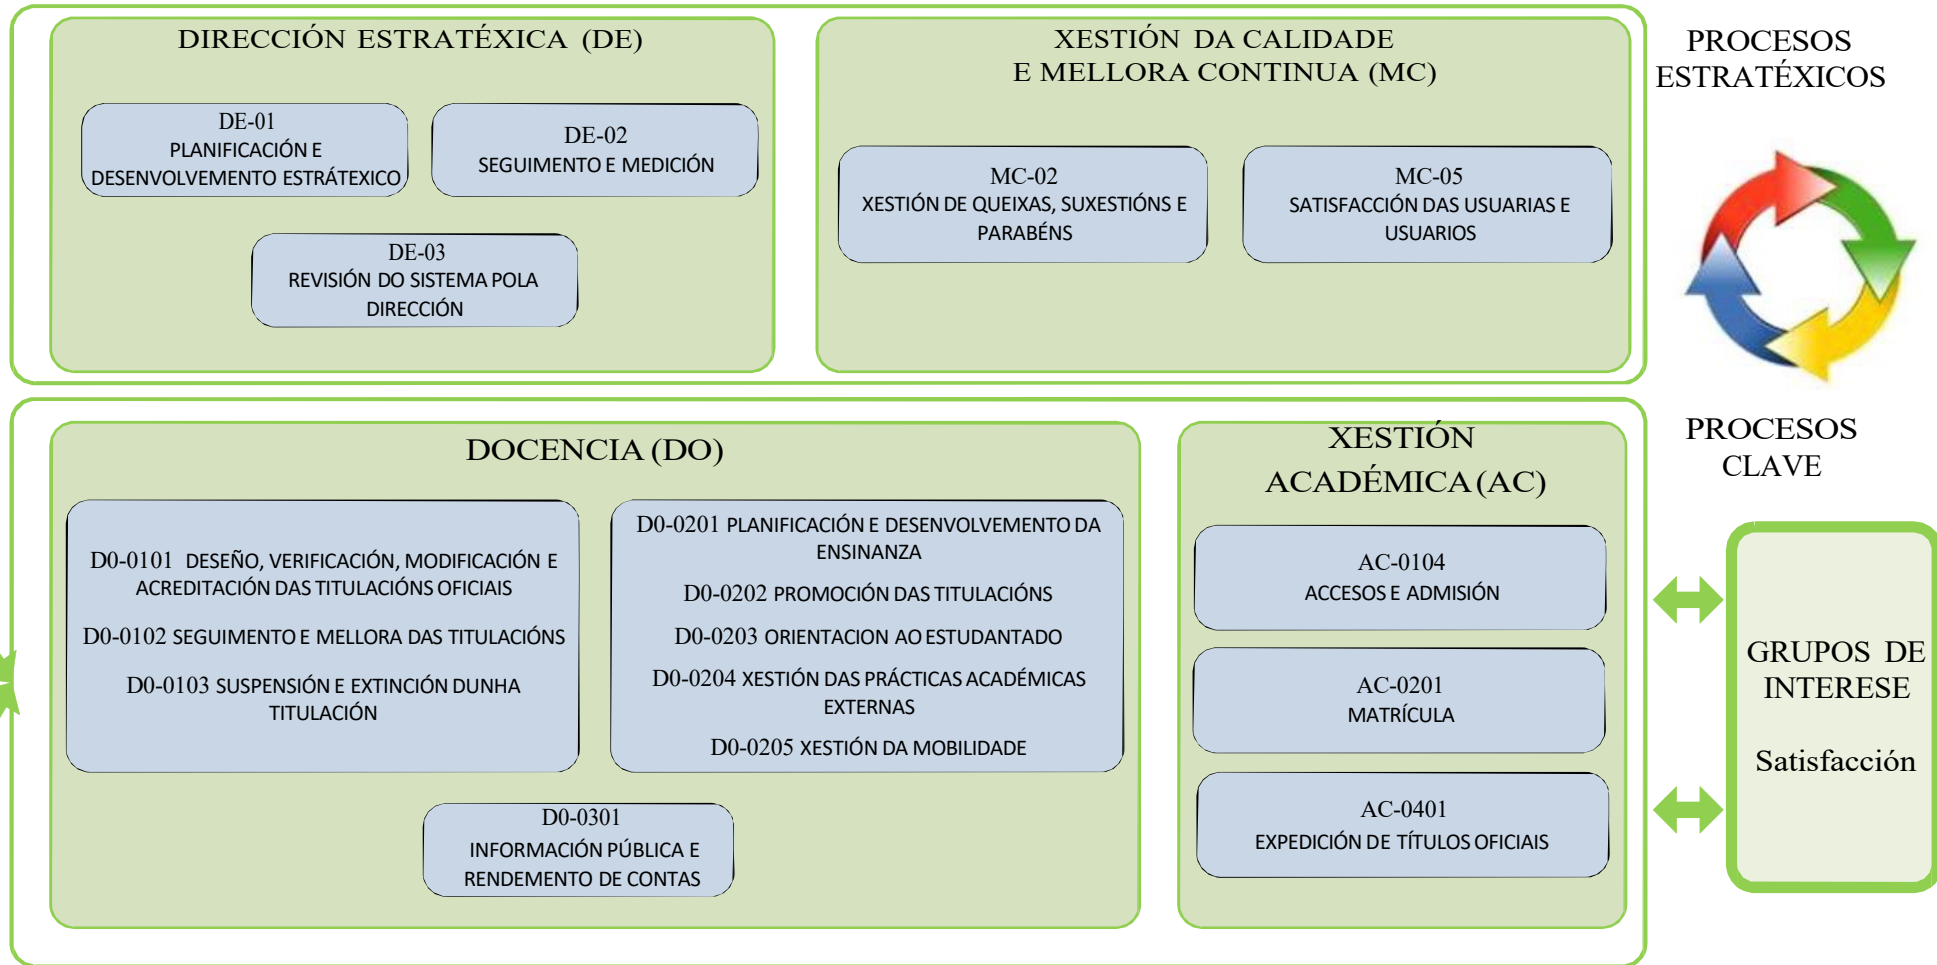 DIRECCIÓN ESTRATÉXICA (DE)
DE-01
PLANIFICACIÓN E
DESENVOLVEMENTO ESTRÁTEXICO
DE-02
SEGUIMENTO E MEDICIÓN
DE-03
REVISIÓN DO SISTEMA POLA
DIRECCIÓN
XESTIÓN DA CALIDADE
E MELLORA CONTINUA (MC)
MC-02
XESTIÓN DE QUEIXAS, SUXESTIÓNS E
PARABÉNS
MC-05
SATISFACCIÓN DAS USUARIAS E
USUARIOS
PROCESOS
ESTRATÉXICOS
DOCENCIA (DO)
D0-0101 DESEÑO, VERIFICACIÓN, MODIFICACIÓN E
ACREDITACIÓN DAS TITULACIÓNS OFICIAIS
D0-0102 SEGUIMENTO E MELLORA DAS TITULACIÓNS
D0-0103 SUSPENSIÓN E EXTINCIÓN DUNHA
TITULACIÓN
D0-0201 PLANIFICACIÓN E DESENVOLVEMENTO DA
ENSINANZA
D0-0202 PROMOCIÓN DAS TITULACIÓNS
D0-0203 ORIENTACION AO ESTUDANTADO
D0-0204 XESTIÓN DAS PRÁCTICAS ACADÉMICAS
EXTERNAS
D0-0205 XESTIÓN DA MOBILIDADE
D0-0301
INFORMACIÓN PÚBLICA E
RENDEMENTO DE CONTAS
XESTIÓN
ACADÉMICA (AC)
AC-0104
ACCESOS E ADMISIÓN
AC-0201
MATRÍCULA
AC-0401
EXPEDICIÓN DE TÍTULOS OFICIAIS
PROCESOS
CLAVE
GRUPOS DE
INTERESE
Satisfacción